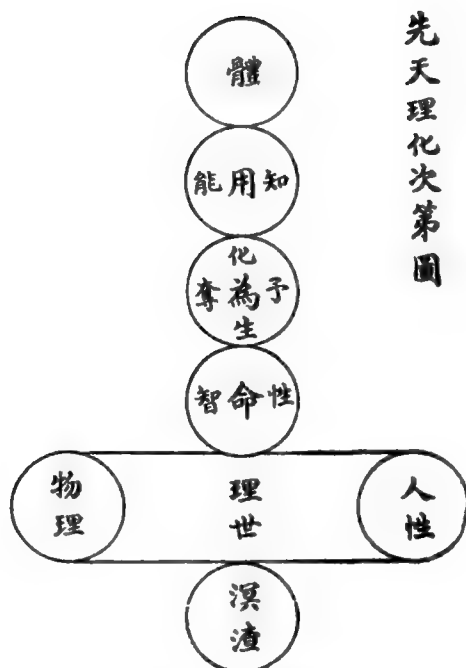 先天理化次第圖
體
能用知
化
奪為予
生
智命性
人性
理世
物理
溟渣